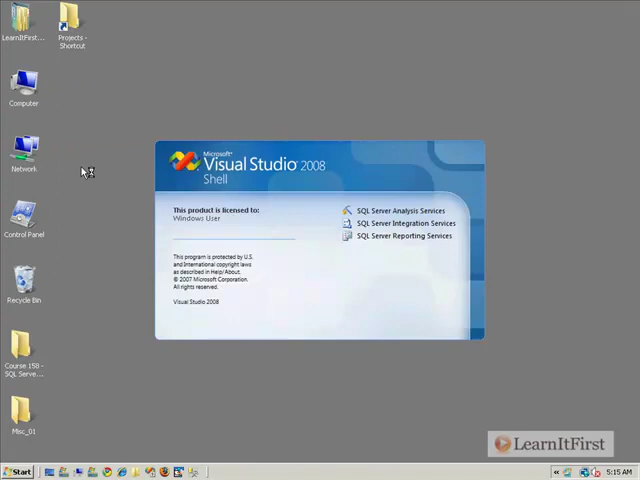 LearnItFirst...
Projects -
Shortcut
Computer
Network
Control Panel
Recycle Bin
Course 158 -
SQL Serve...
Misc_01
Microsoft®
Visual Studio® 2008
Shell
This product is licensed to:
Windows User
This program is protected by U.S.
and International copyright laws
as described in Help/About.
© 2007 Microsoft Corporation.
All rights reserved.
Visual Studio 2008
SQL Server Analysis Services
SQL Server Integration Services
SQL Server Reporting Services
LearnItFirst
Start
5:15 AM